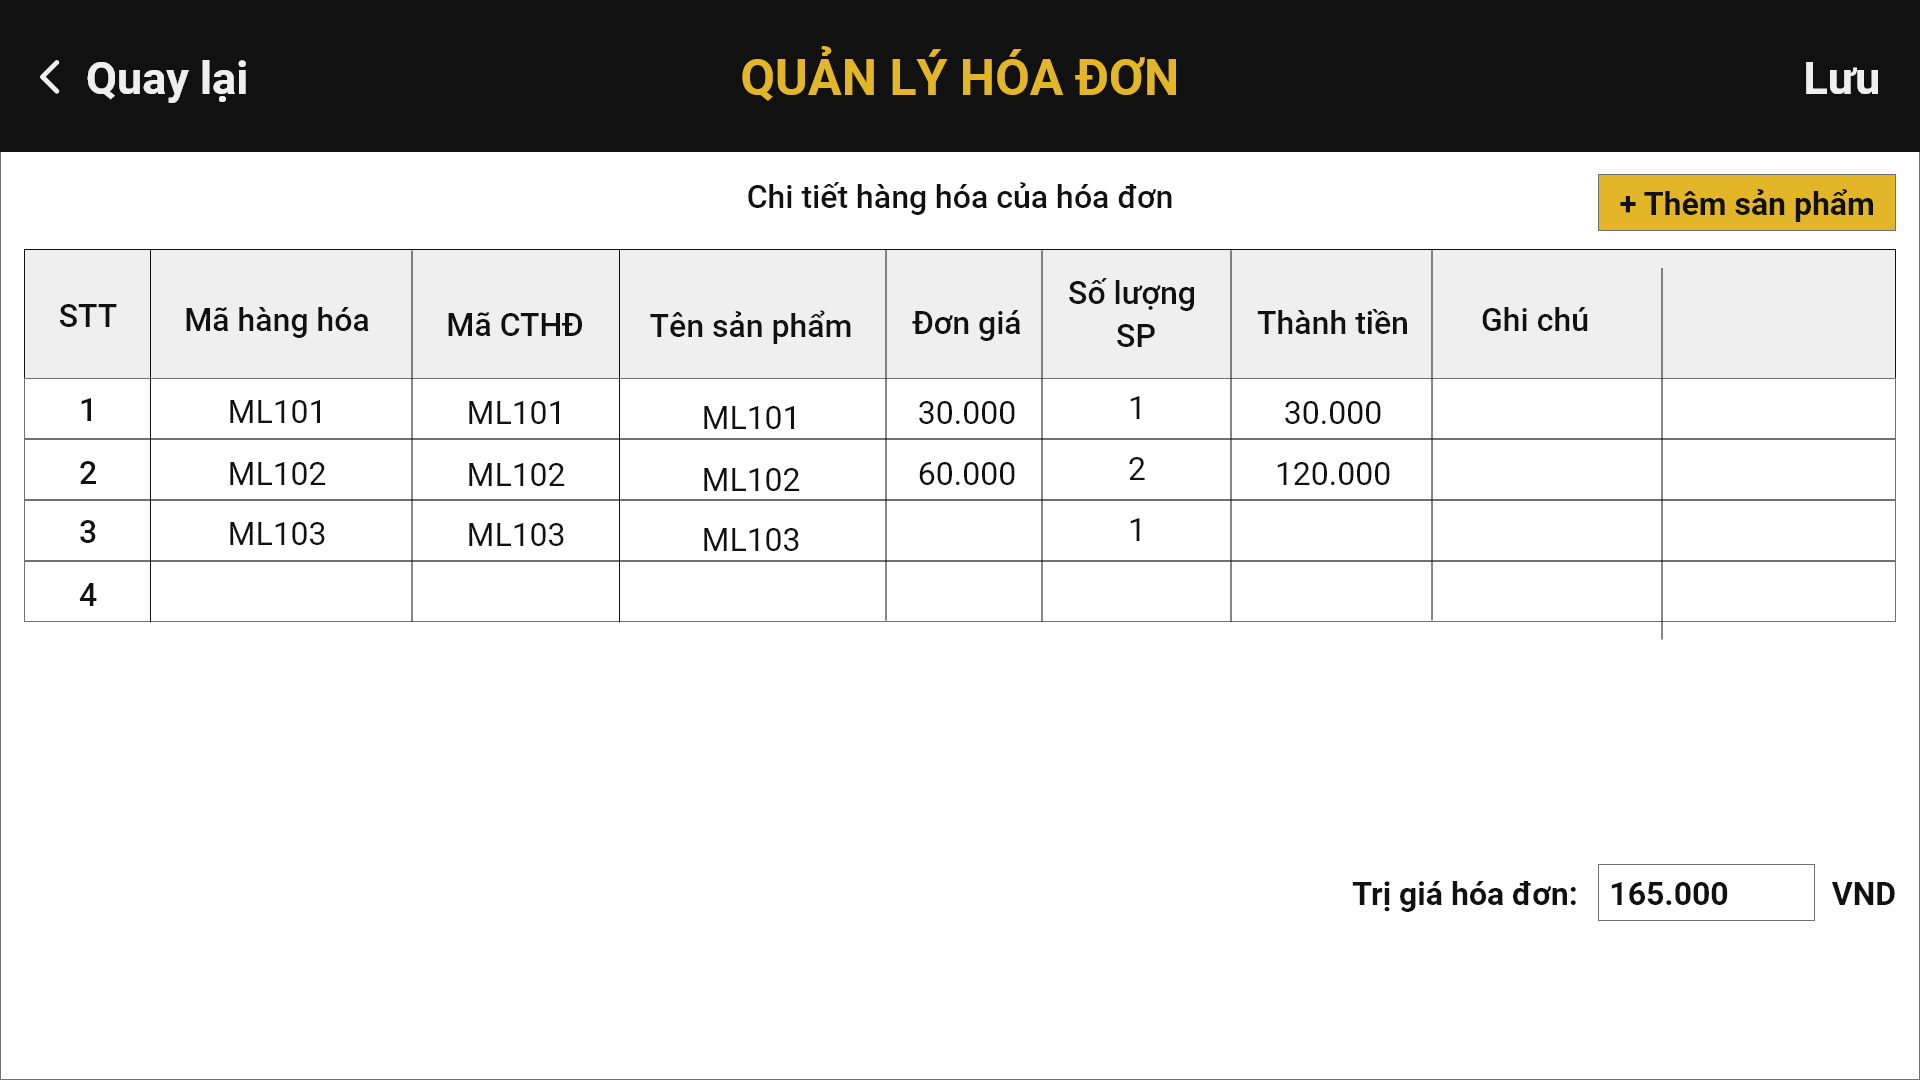 Quay lại
QUẢN LÝ HÓA ĐƠN
Lưu
Chi tiết hàng hóa của hóa đơn
+ Thêm sản phẩm
STT Mã hàng hóa Mã CTHĐ Tên sản phẩm Đơn giá Số lượng SP Thành tiền Ghi chú
1 ML101 ML101 ML101 30.000 1 30.000
2 ML102 ML102 ML102 60.000 2 120.000
3 ML103 ML103 ML103 1
4
Trị giá hóa đơn: 165.000 VND